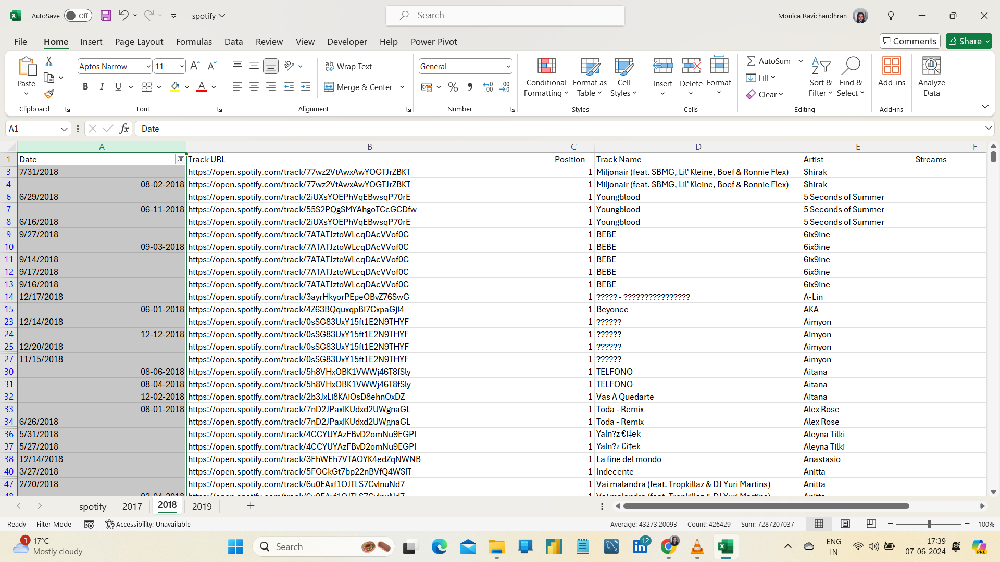 AutoSave Off spotify Search Monica Ravichandran
File Home Insert Page Layout Formulas Data Review View Developer Help Power Pivot Comments Share
Paste Aptos Narrow 11 Wrap Text General Conditional Formatting Format as Table Cell Styles Insert Delete Format AutoSum Fill Clear Sort & Filter Find & Select Add-ins Analyze Data
B I U A Merge & Center %
Clipboard Font Alignment Number Styles Cells Editing Add-ins
A1 fx Date
A B C D E F
1 Date Track URL Position Track Name Artist Streams
3 7/31/2018 https://open.spotify.com/track/77wz2VtAwxAwYOGTJrZBKT 1 Miljonair (feat. SBMG, Lil' Kleine, Boef & Ronnie Flex) $hirak
4 08-02-2018 https://open.spotify.com/track/77wz2VtAwxAwYOGTJrZBKT 1 Miljonair (feat. SBMG, Lil' Kleine, Boef & Ronnie Flex) $hirak
6 6/29/2018 https://open.spotify.com/track/2iUXsYOEPhVqEBwsqP70rE 1 Youngblood 5 Seconds of Summer
7 06-11-2018 https://open.spotify.com/track/55S2PQgSMYAhgoTCcGCDfw 1 Youngblood 5 Seconds of Summer
8 6/16/2018 https://open.spotify.com/track/2iUXsYOEPhVqEBwsqP70rE 1 Youngblood 5 Seconds of Summer
9 9/27/2018 https://open.spotify.com/track/7ATATJztoWLcqDAcVVof0C 1 BEBE 6ix9ine
10 09-03-2018 https://open.spotify.com/track/7ATATJztoWLcqDAcVVof0C 1 BEBE 6ix9ine
11 9/14/2018 https://open.spotify.com/track/7ATATJztoWLcqDAcVVof0C 1 BEBE 6ix9ine
12 9/17/2018 https://open.spotify.com/track/7ATATJztoWLcqDAcVVof0C 1 BEBE 6ix9ine
13 9/16/2018 https://open.spotify.com/track/7ATATJztoWLcqDAcVVof0C 1 BEBE 6ix9ine
14 12/17/2018 https://open.spotify.com/track/3ayrHkyorPEpeOBvZ76SwG 1 ????? - ???????????????? A-Lin
15 06-01-2018 https://open.spotify.com/track/4Z63BQquxqpBi7CxpaGji4 1 Beyonce AKA
23 12/14/2018 https://open.spotify.com/track/0sSG83UxY15ft1E2N9THYF 1 ?????? Aimyon
24 12-12-2018 https://open.spotify.com/track/0sSG83UxY15ft1E2N9THYF 1 ?????? Aimyon
25 12/20/2018 https://open.spotify.com/track/0sSG83UxY15ft1E2N9THYF 1 ?????? Aimyon
27 11/15/2018 https://open.spotify.com/track/0sSG83UxY15ft1E2N9THYF 1 ?????? Aimyon
30 08-06-2018 https://open.spotify.com/track/5h8VHxOBK1VWWj46T8fSly 1 TELFONO Aitana
31 08-04-2018 https://open.spotify.com/track/5h8VHxOBK1VWWj46T8fSly 1 TELFONO Aitana
32 12-02-2018 https://open.spotify.com/track/2b3JxLi8KAiOsD8ehnOxDZ 1 Vas A Quedarte Aitana
33 08-01-2018 https://open.spotify.com/track/7nD2JPaxlKUdxd2UWgnaGL 1 Toda - Remix Alex Rose
34 6/26/2018 https://open.spotify.com/track/7nD2JPaxlKUdxd2UWgnaGL 1 Toda - Remix Alex Rose
36 5/31/2018 https://open.spotify.com/track/4CCYUYAzFBvD2omNu9EGPI 1 Yaln?z €i‡ek Aleyna Tilki
37 5/27/2018 https://open.spotify.com/track/4CCYUYAzFBvD2omNu9EGPI 1 Yaln?z €i‡ek Aleyna Tilki
38 12/14/2018 https://open.spotify.com/track/3FhWEh7VTAOYK4edZqNWNB 1 La fine del mondo Anastasio
40 3/27/2018 https://open.spotify.com/track/5FOCkGt7bp22nBVfQ4WSIT 1 Indecente Anitta
47 2/20/2018 https://open.spotify.com/track/6u0EAxf1OJTLS7CvlnuNd7 1 Vai malandra (feat. Tropkillaz & DJ Yuri Martins) Anitta
spotify 2017 2018 2019
Ready Filter Mode Accessibility: Unavailable Average: 43273.20093 Count: 426429 Sum: 7287207037 100%
1 17°C Mostly cloudy Search 12 ENG IN 17:39 07-06-2024 PRE